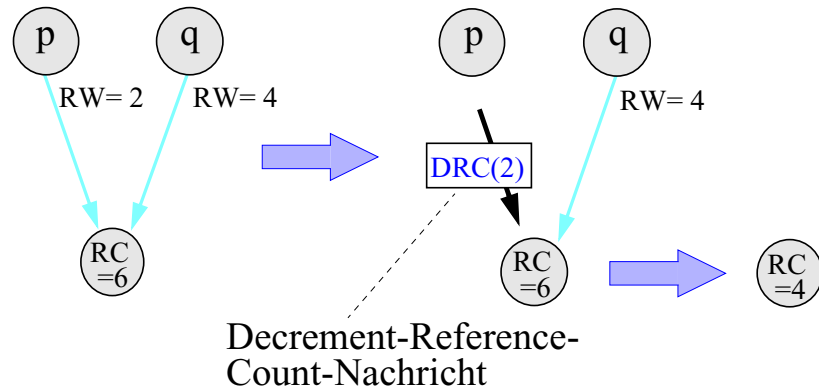 p
q
RW= 2
RW= 4
RC
=6
p
q
RW= 4
DRC(2)
RC
=6
RC
=4
Decrement-Reference-
Count-Nachricht